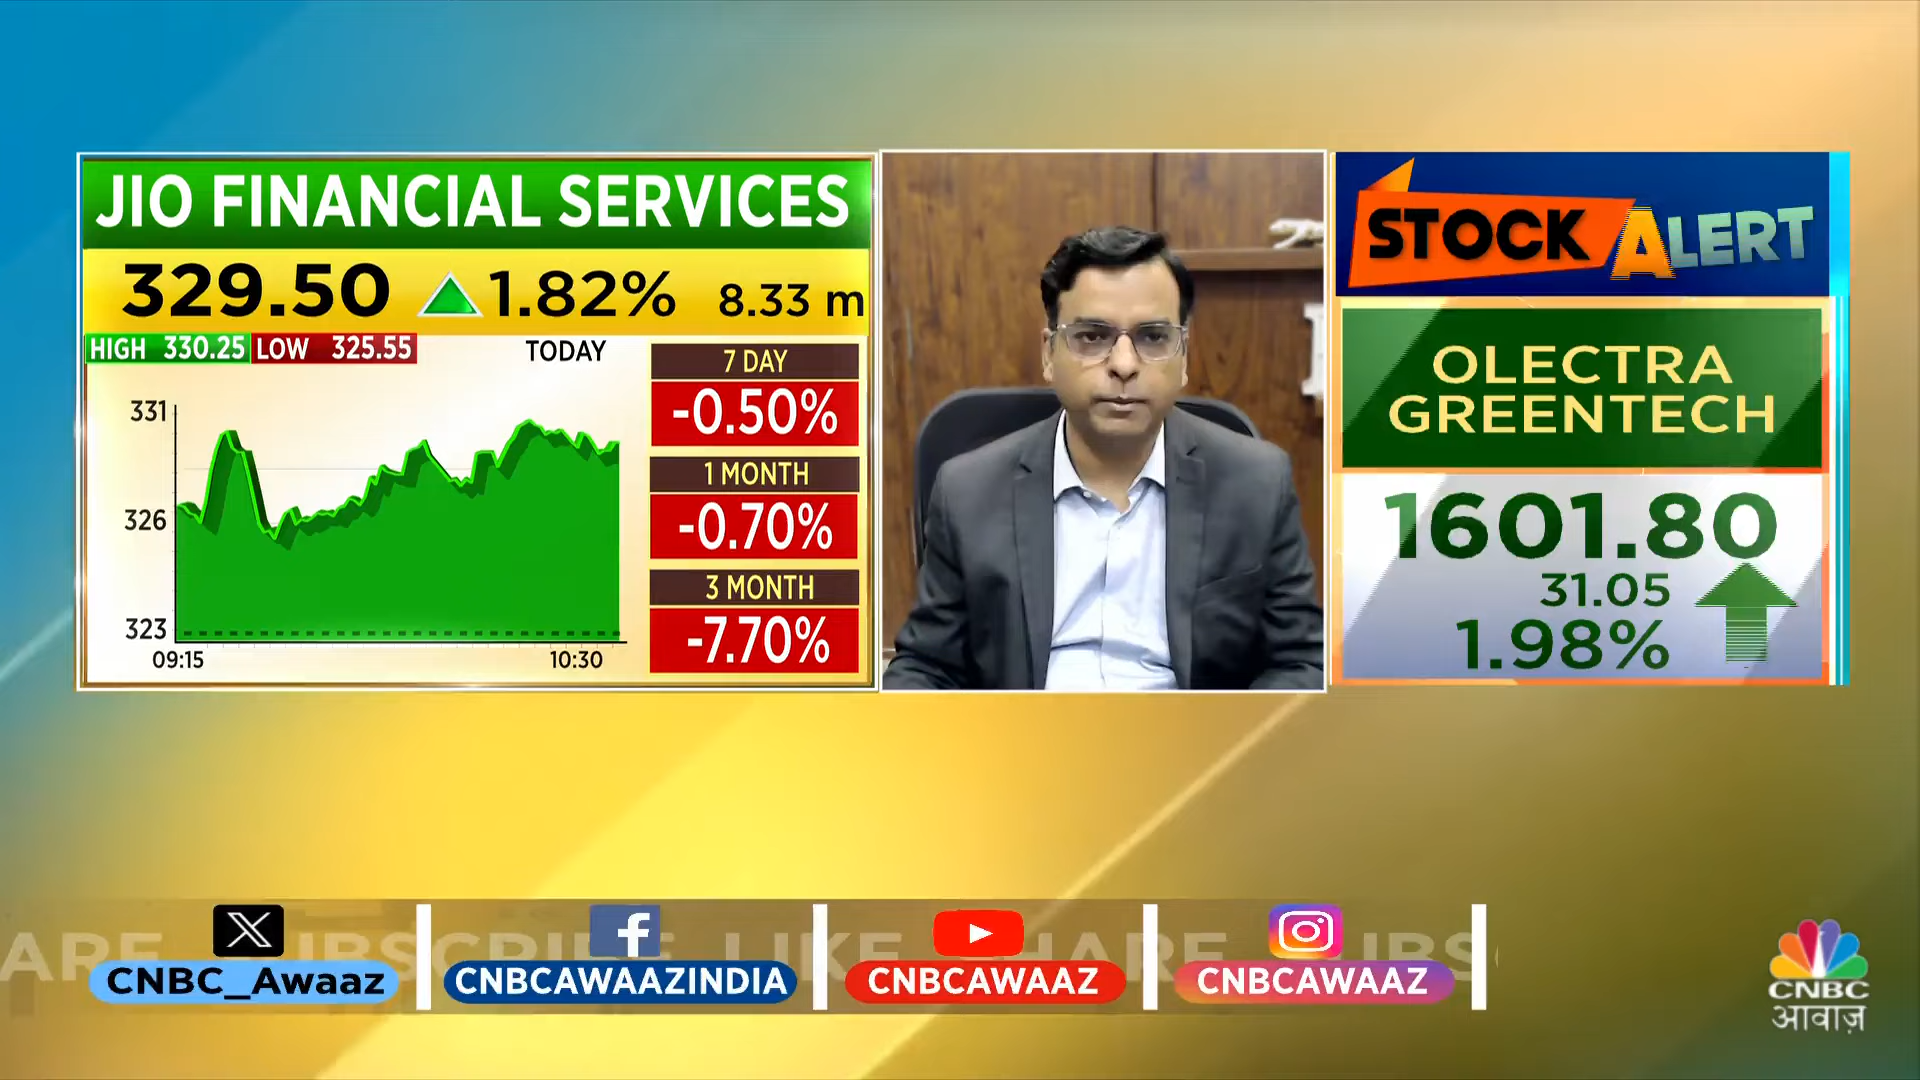 JIO FINANCIAL SERVICES
329.50 1.82% 8.33 m
HIGH 330.25 LOW 325.55
TODAY
331
326
323
09:15 10:30
7 DAY
-0.50%
1 MONTH
-0.70%
3 MONTH
-7.70%
STOCK ALERT
OLECTRA
GREENTECH
1601.80
31.05
1.98%
LIKE
CNBC_Awaaz
CNBCAWAAZINDIA
CNBCAWAAZ
CNBCAWAAZ
CNBC
आवाज़